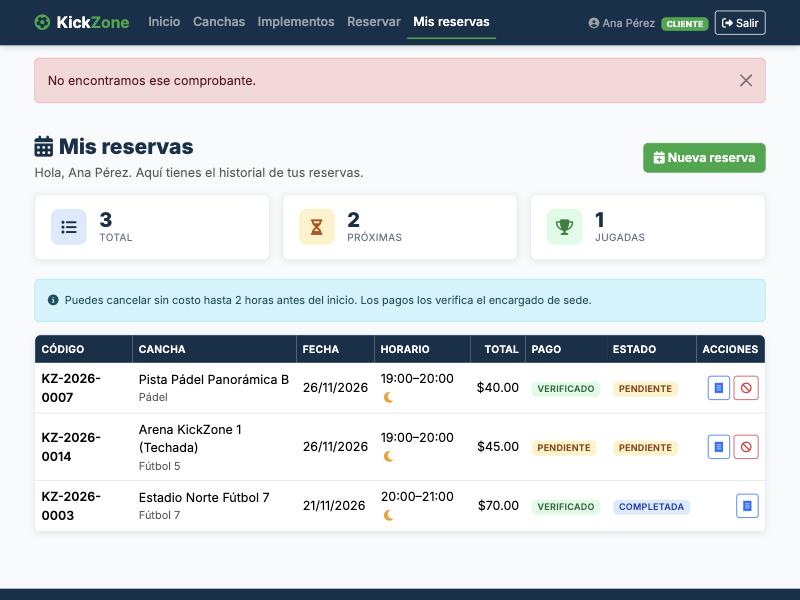 KickZone Inicio Canchas Implementos Reservar Mis reservas Ana Pérez CLIENTE Salir
No encontramos ese comprobante.
Mis reservas
Hola, Ana Pérez. Aquí tienes el historial de tus reservas.
Nueva reserva
3
TOTAL
2
PRÓXIMAS
1
JUGADAS
Puedes cancelar sin costo hasta 2 horas antes del inicio. Los pagos los verifica el encargado de sede.
CÓDIGO CANCHA FECHA HORARIO TOTAL PAGO ESTADO ACCIONES
KZ-2026-0007 Pista Pádel Panorámica B Pádel 26/11/2026 19:00–20:00 $40.00 VERIFICADO PENDIENTE
KZ-2026-0014 Arena KickZone 1 (Techada) Fútbol 5 26/11/2026 19:00–20:00 $45.00 PENDIENTE PENDIENTE
KZ-2026-0003 Estadio Norte Fútbol 7 Fútbol 7 21/11/2026 20:00–21:00 $70.00 VERIFICADO COMPLETADA